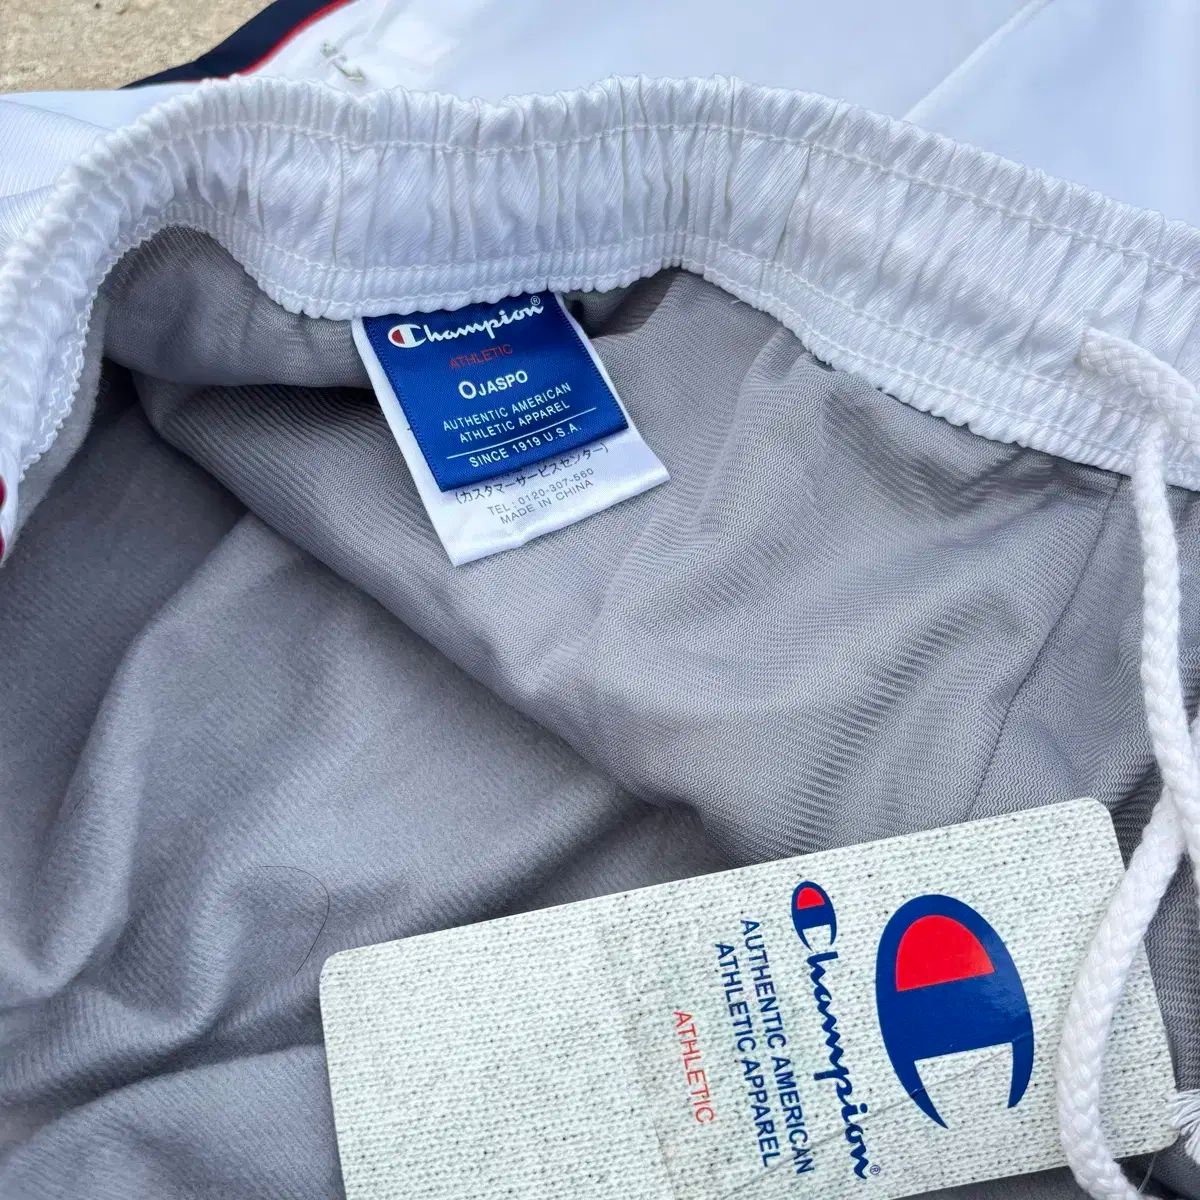 Champion®
ATHLETIC
OJASPO
AUTHENTIC AMERICAN
ATHLETIC APPAREL
SINCE 1919 U.S.A.
(カスタマーサービスセンター)
TEL:0120-307-560
MADE IN CHINA
Champion®
AUTHENTIC AMERICAN
ATHLETIC APPAREL
ATHLETIC